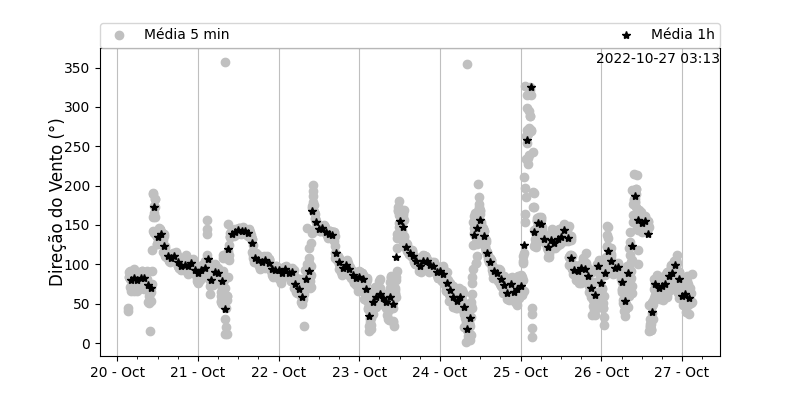 Média 5 min
Média 1h
2022-10-27 03:13
Direção do Vento (°)
350
300
250
200
150
100
50
0
20 - Oct
21 - Oct
22 - Oct
23 - Oct
24 - Oct
25 - Oct
26 - Oct
27 - Oct